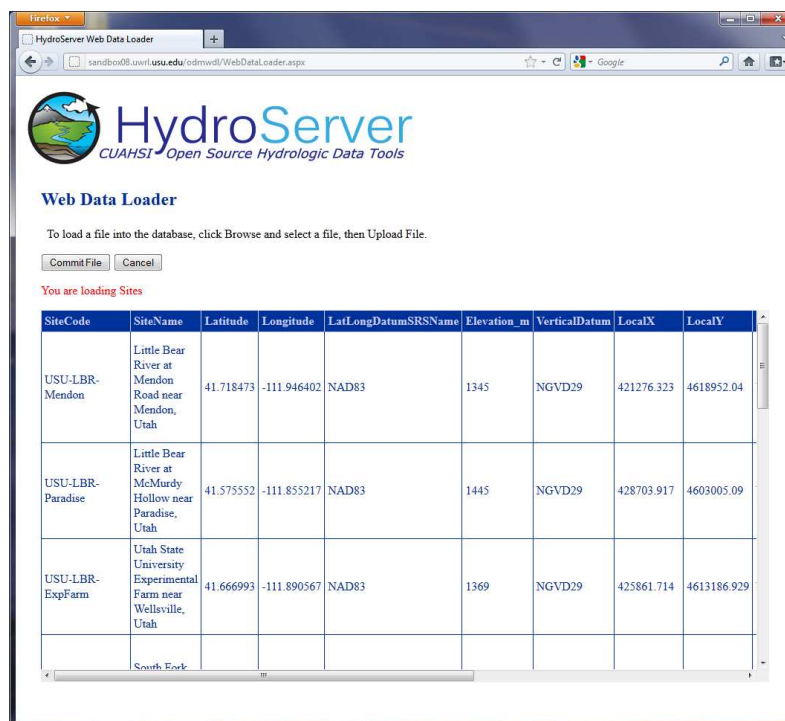 Firefox
HydroServer Web Data Loader
sandbox08.uwrl.usu.edu/odmwdl/WebDataLoader.aspx
Google
HydroServer
CUAHSI Open Source Hydrologic Data Tools
Web Data Loader
To load a file into the database, click Browse and select a file, then Upload File.
Commit File Cancel
You are loading Sites
SiteCode SiteName Latitude Longitude LatLongDatumSRSName Elevation_m VerticalDatum LocalX LocalY
Little Bear
River at
USU-LBR- Mendon
41.718473 -111.946402 NAD83 1345 NGVD29 421276.323 4618952.04
Mendon Road near
Mendon,
Utah
Little Bear
River at
USU-LBR- McMurdy
41.575552 -111.855217 NAD83 1445 NGVD29 428703.917 4603005.09
Paradise Hollow near
Paradise,
Utah
Utah State
University
USU-LBR- Experimental
41.666993 -111.890567 NAD83 1369 NGVD29 425861.714 4613186.929
ExpFarm Farm near
Wellsville,
Utah
South Fork